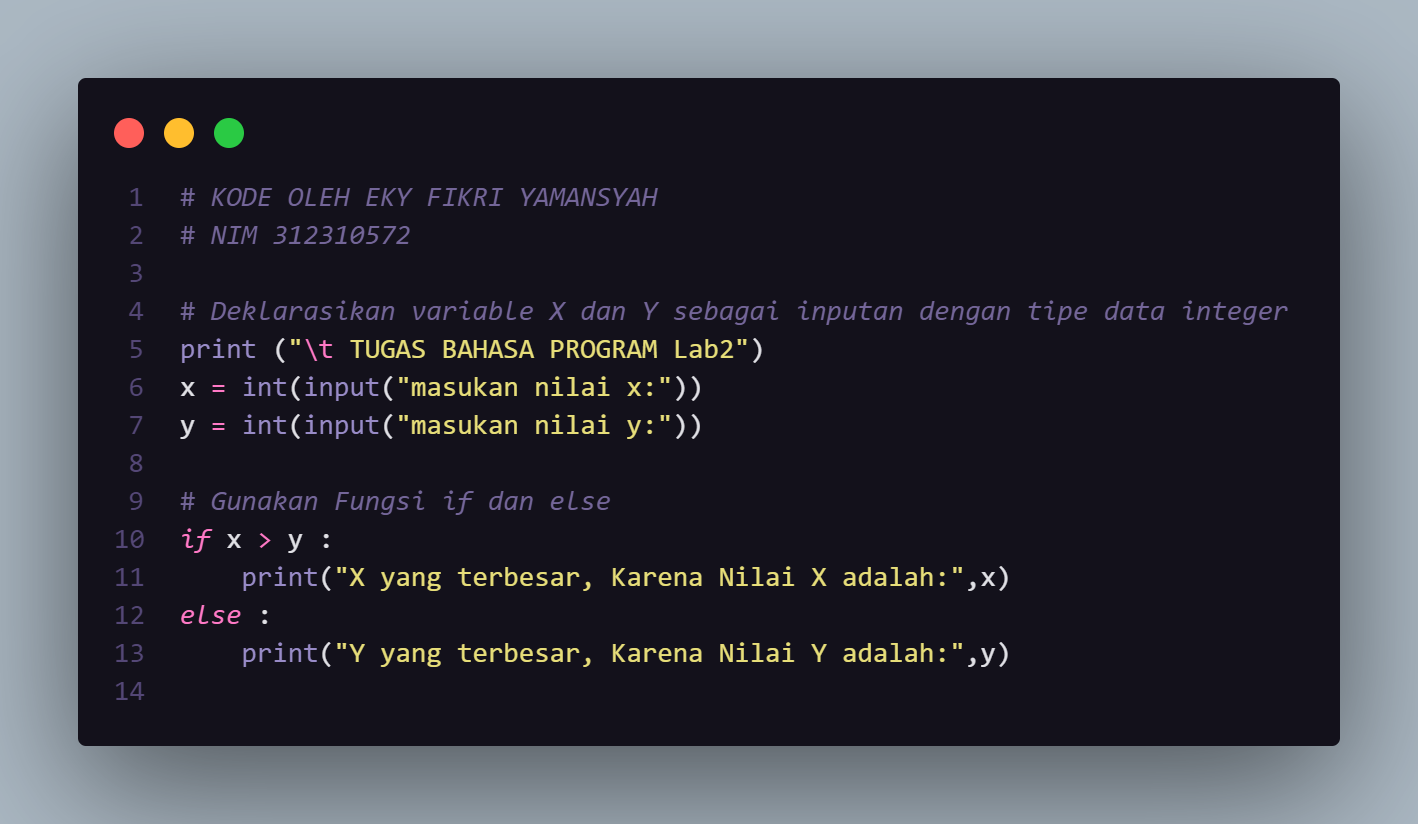 1 # KODE OLEH EKY FIKRI YAMANSYAH
2 # NIM 312310572
3
4 # Deklarasikan variable X dan Y sebagai inputan dengan tipe data integer
5 print ("\t TUGAS BAHASA PROGRAM Lab2")
6 x = int(input("masukan nilai x:"))
7 y = int(input("masukan nilai y:"))
8
9 # Gunakan Fungsi if dan else
10 if x > y :
11     print("X yang terbesar, Karena Nilai X adalah:",x)
12 else :
13     print("Y yang terbesar, Karena Nilai Y adalah:",y)
14